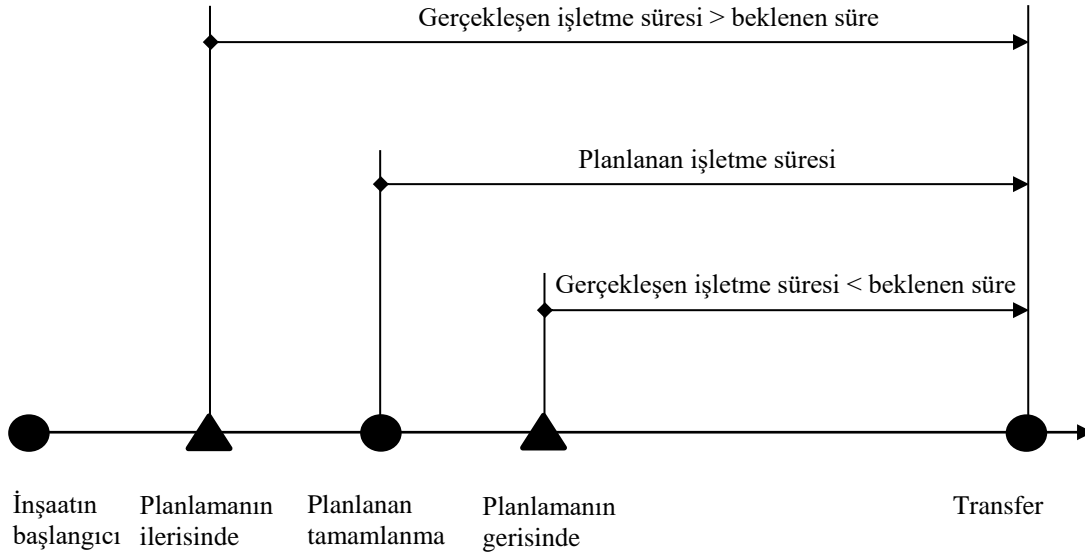 Gerçekleşen işletme süresi > beklenen süre
Planlanan işletme süresi
Gerçekleşen işletme süresi < beklenen süre
İnşaatın
başlangıcı
Planlamanın
ilerisinde
Planlanan
tamamlanma
Planlamanın
gerisinde
Transfer